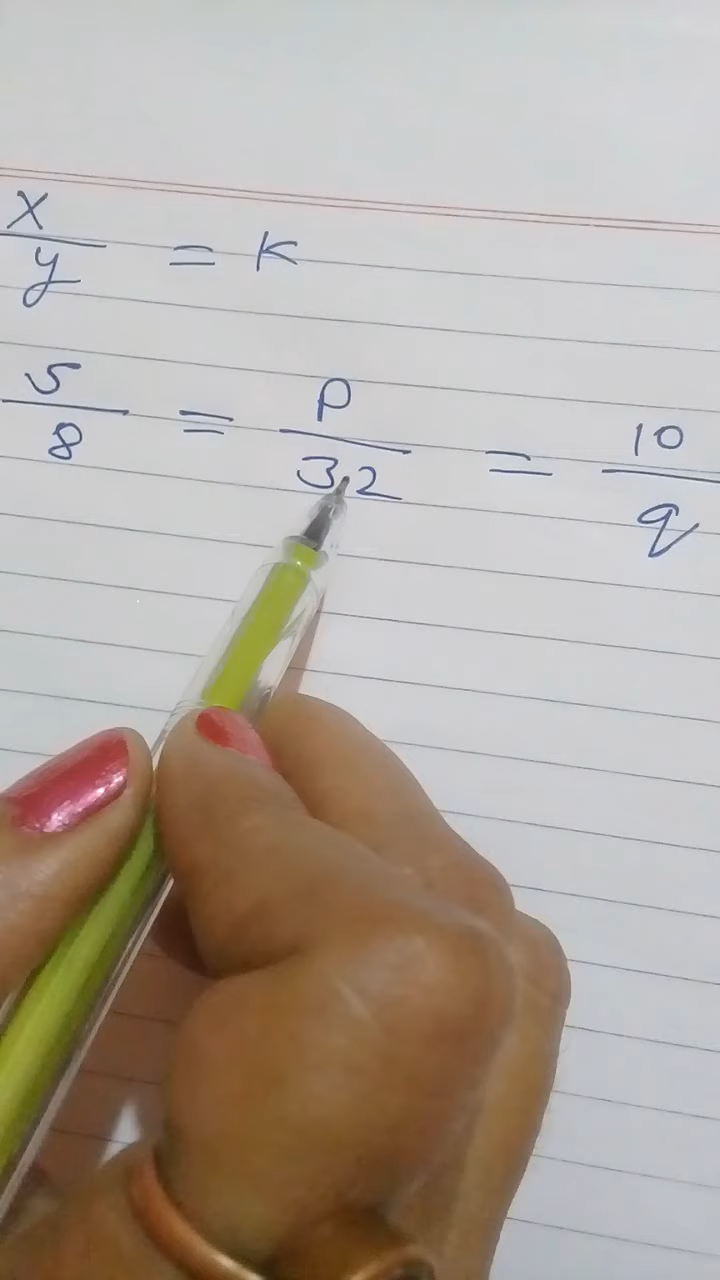 x/y = K
5/8 = P/32 = 10/q